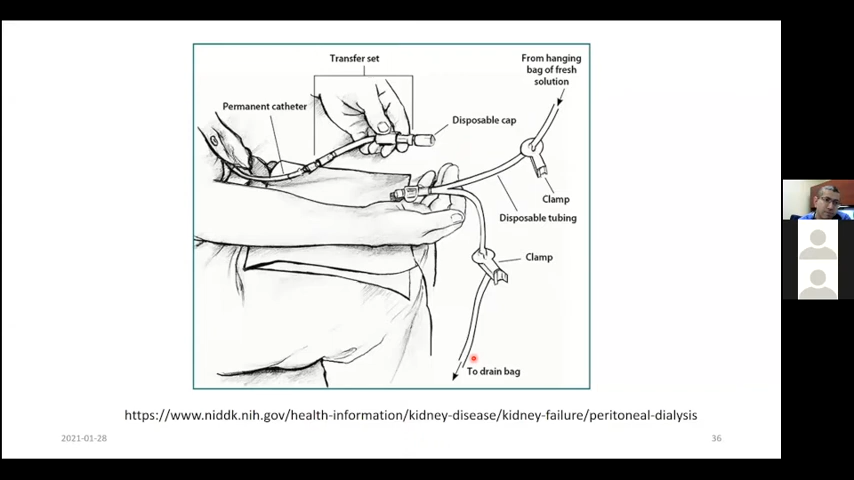 Transfer set
From hanging
bag of fresh
solution
Permanent catheter
Disposable cap
Clamp
Disposable tubing
Clamp
To drain bag
https://www.niddk.nih.gov/health-information/kidney-disease/kidney-failure/peritoneal-dialysis
2021-01-28
36